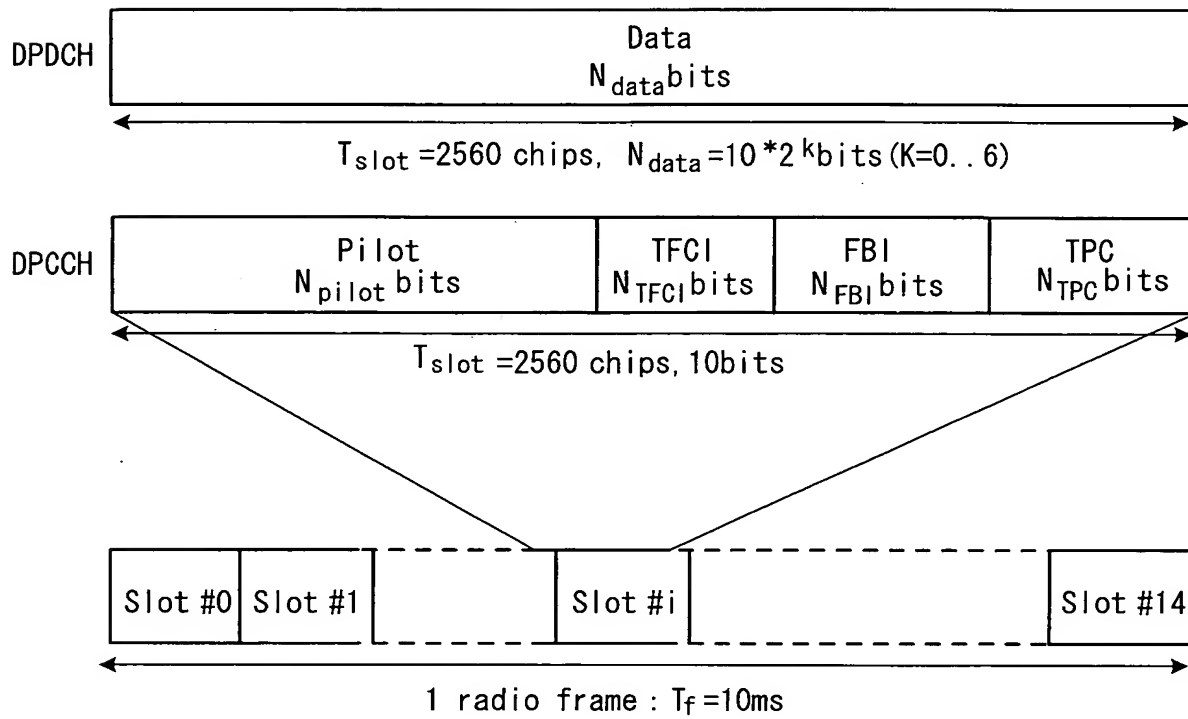 DPDCH
Data
N_data bits
T_slot =2560 chips, N_data =10*2^k bits (K=0..6)
DPCCH
Pilot
N_pilot bits
TFCI
N_TFCI bits
FBI
N_FBI bits
TPC
N_TPC bits
T_slot =2560 chips, 10bits
Slot #0
Slot #1
Slot #i
Slot #14
1 radio frame : T_f =10ms